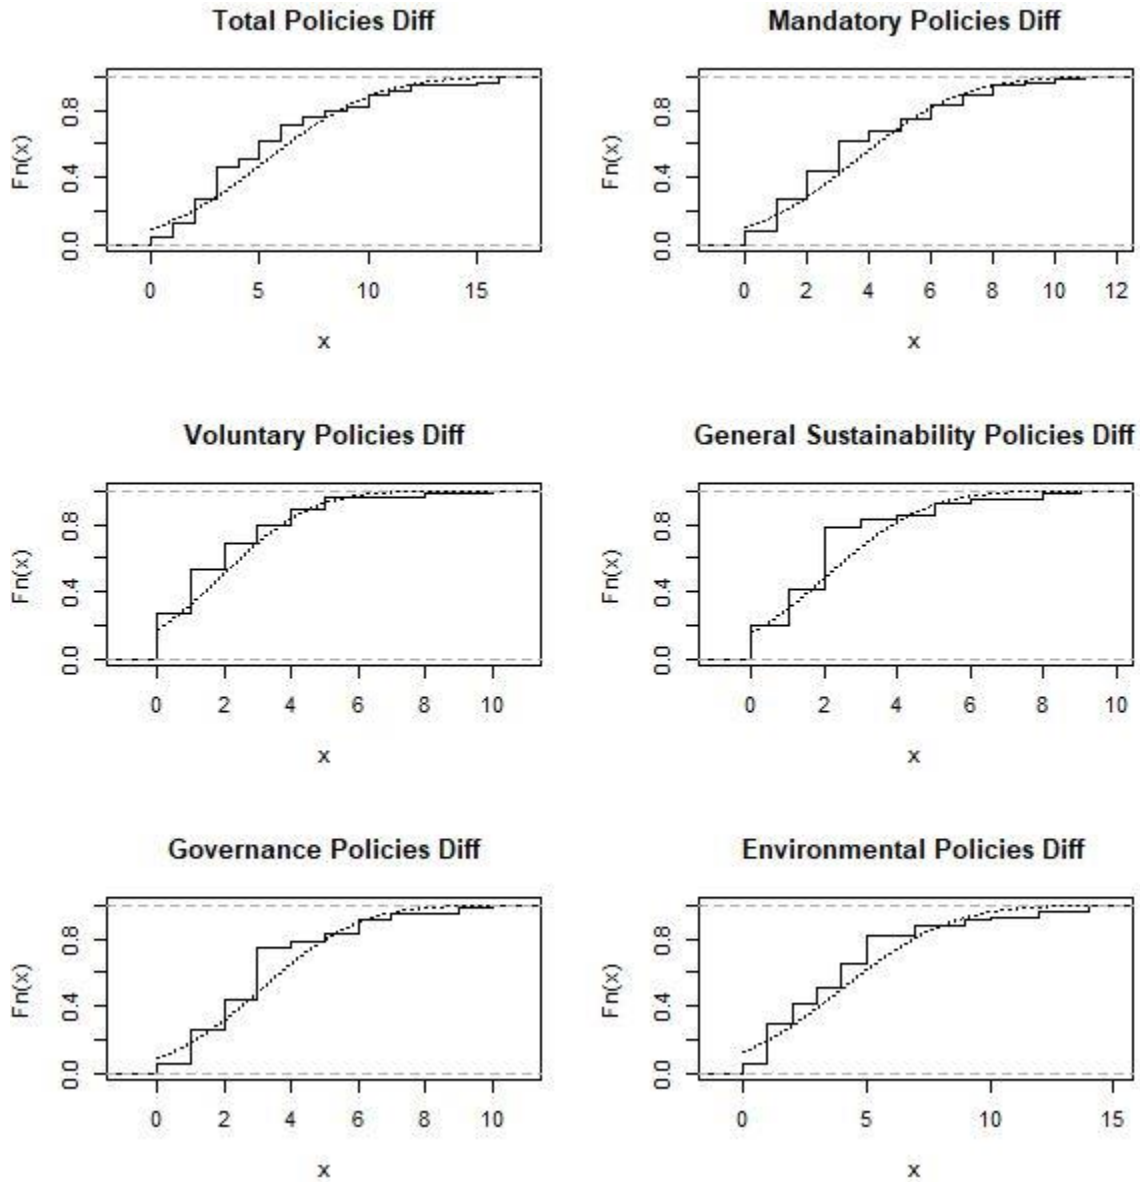 Total Policies Diff
Fn(x)
0.0 0.4 0.8
0 5 10 15
x
Mandatory Policies Diff
Fn(x)
0.0 0.4 0.8
0 2 4 6 8 10 12
x
Voluntary Policies Diff
Fn(x)
0.0 0.4 0.8
0 2 4 6 8 10
x
General Sustainability Policies Diff
Fn(x)
0.0 0.4 0.8
0 2 4 6 8 10
x
Governance Policies Diff
Fn(x)
0.0 0.4 0.8
0 2 4 6 8 10
x
Environmental Policies Diff
Fn(x)
0.0 0.4 0.8
0 5 10 15
x